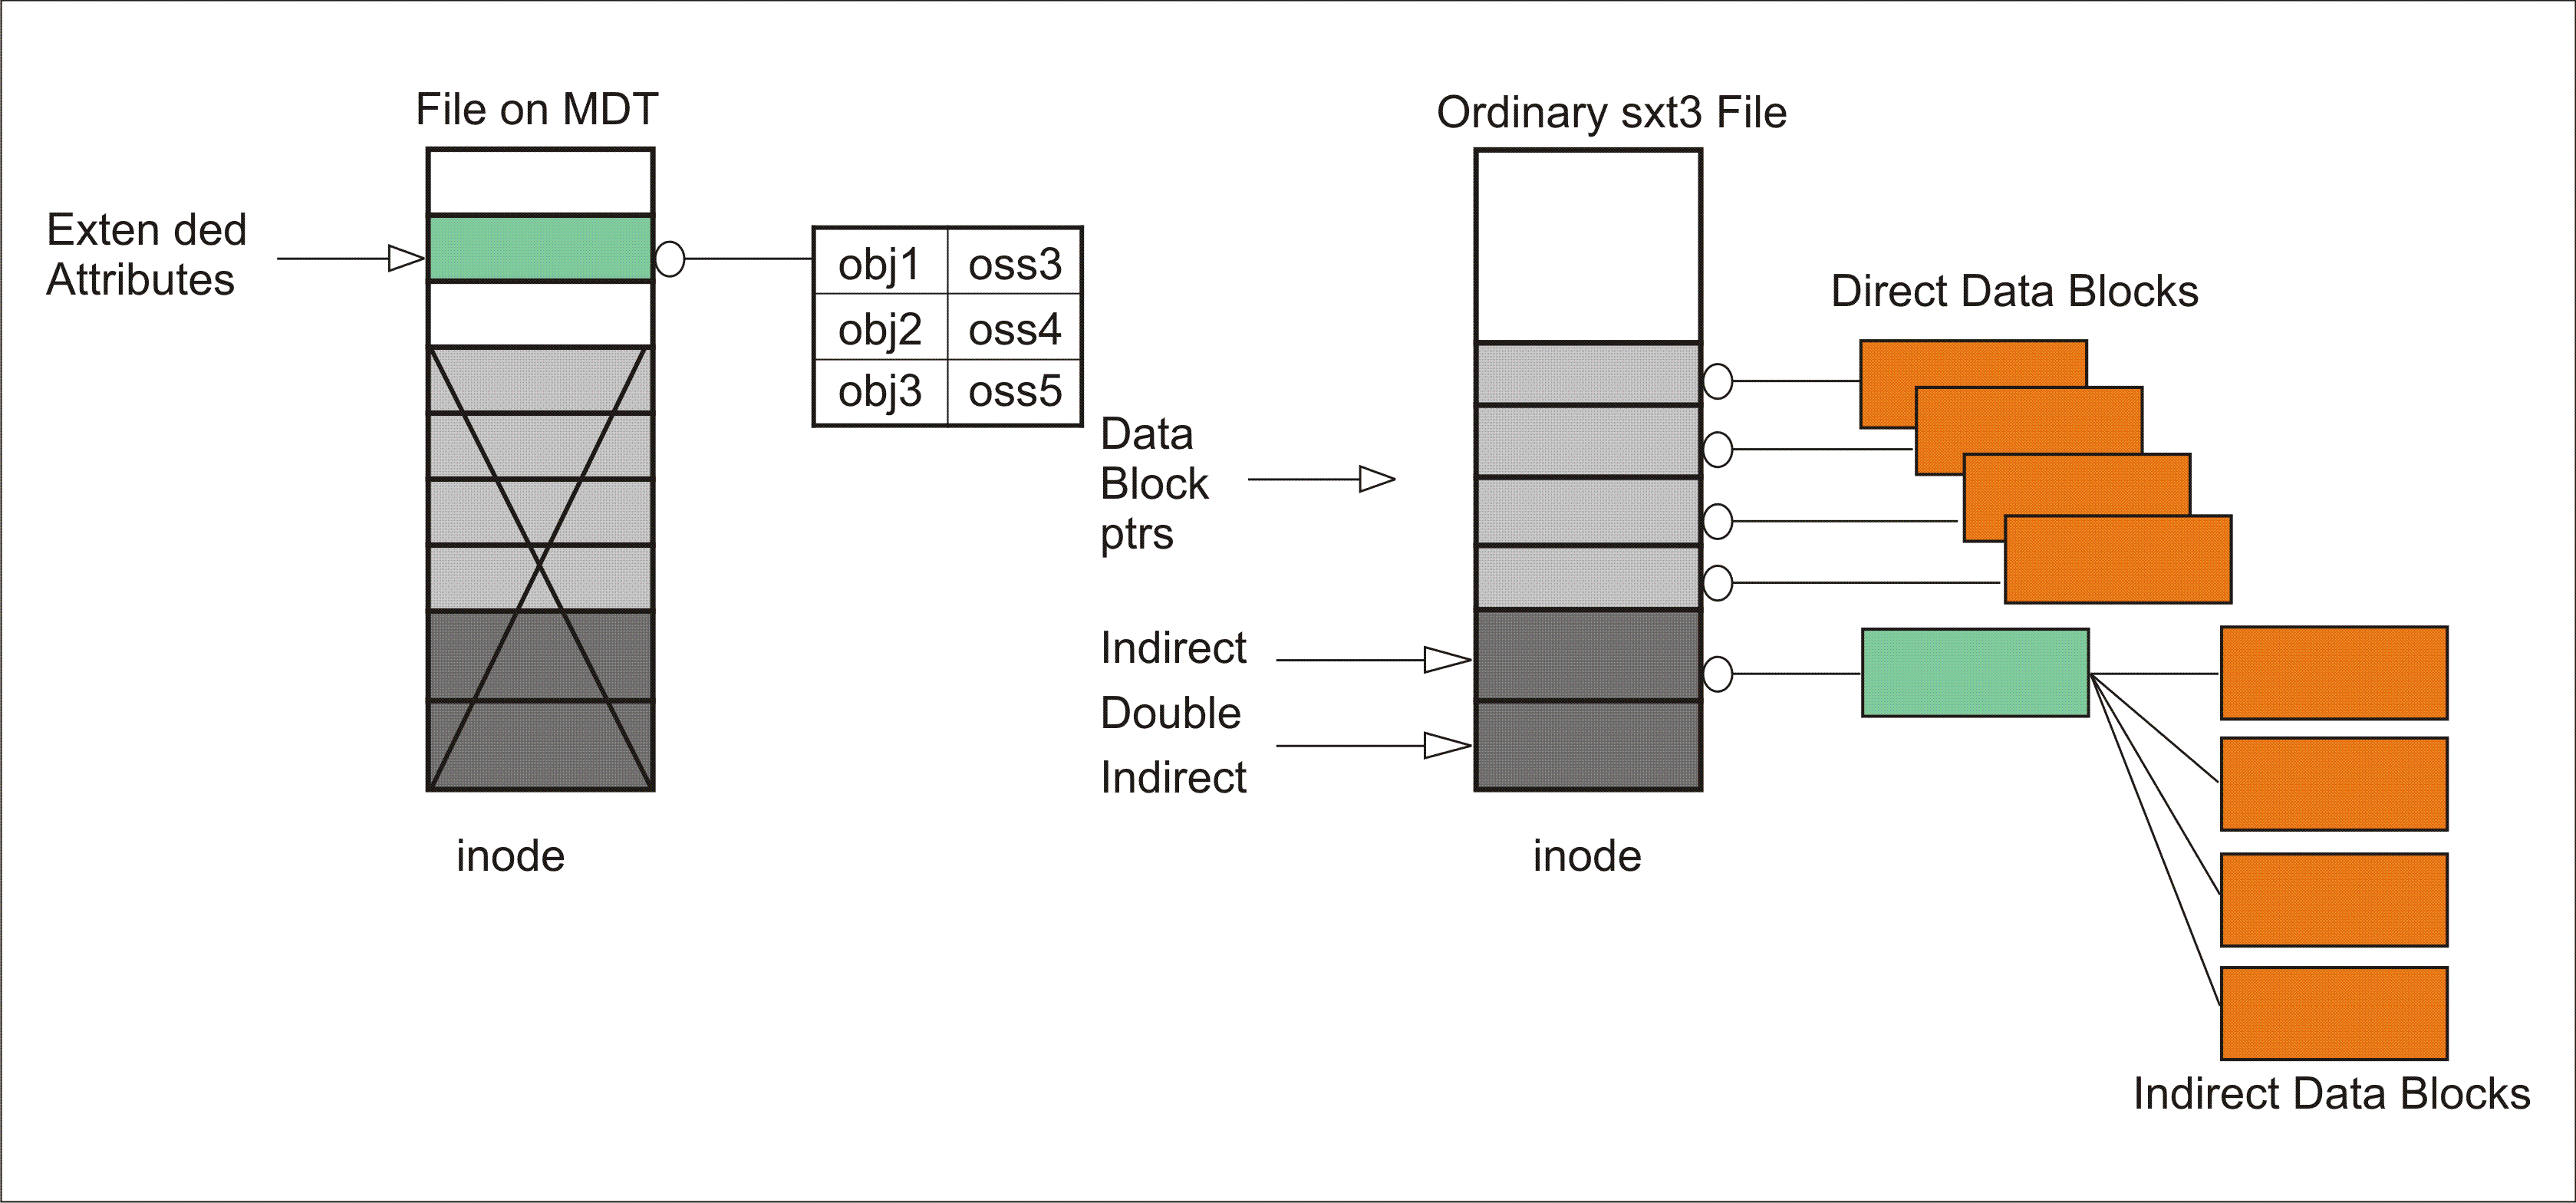 File on MDT
Exten ded
Attributes
obj1 oss3
obj2 oss4
obj3 oss5
inode
Ordinary sxt3 File
Data
Block
ptrs
Indirect
Double
Indirect
inode
Direct Data Blocks
Indirect Data Blocks